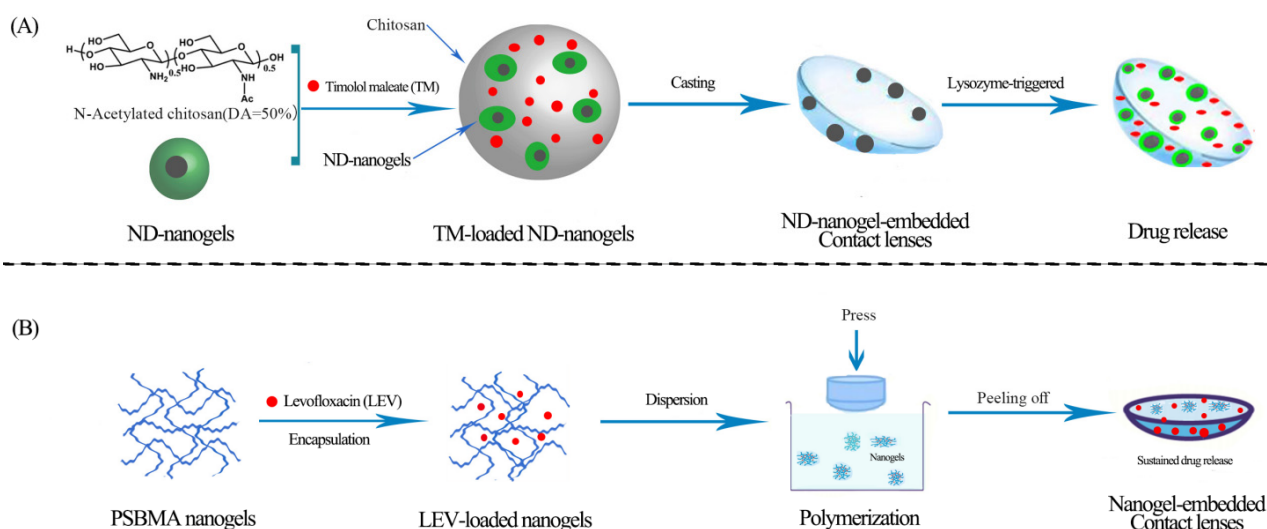 (A)
HO
HO
H
O
O
O
O
O
OH
HO
NH2
0.5
HO
NH
0.5
Ac
N-Acetylated chitosan(DA=50%)
ND-nanogels
Timolol maleate (TM)
Chitosan
ND-nanogels
TM-loaded ND-nanogels
Casting
ND-nanogel-embedded
Contact lenses
Lysozyme-triggered
Drug release
(B)
PSBMA nanogels
Levofloxacin (LEV)
Encapsulation
LEV-loaded nanogels
Dispersion
Press
Nanogels
Polymerization
Peeling off
Sustained drug release
Nanogel-embedded
Contact lenses